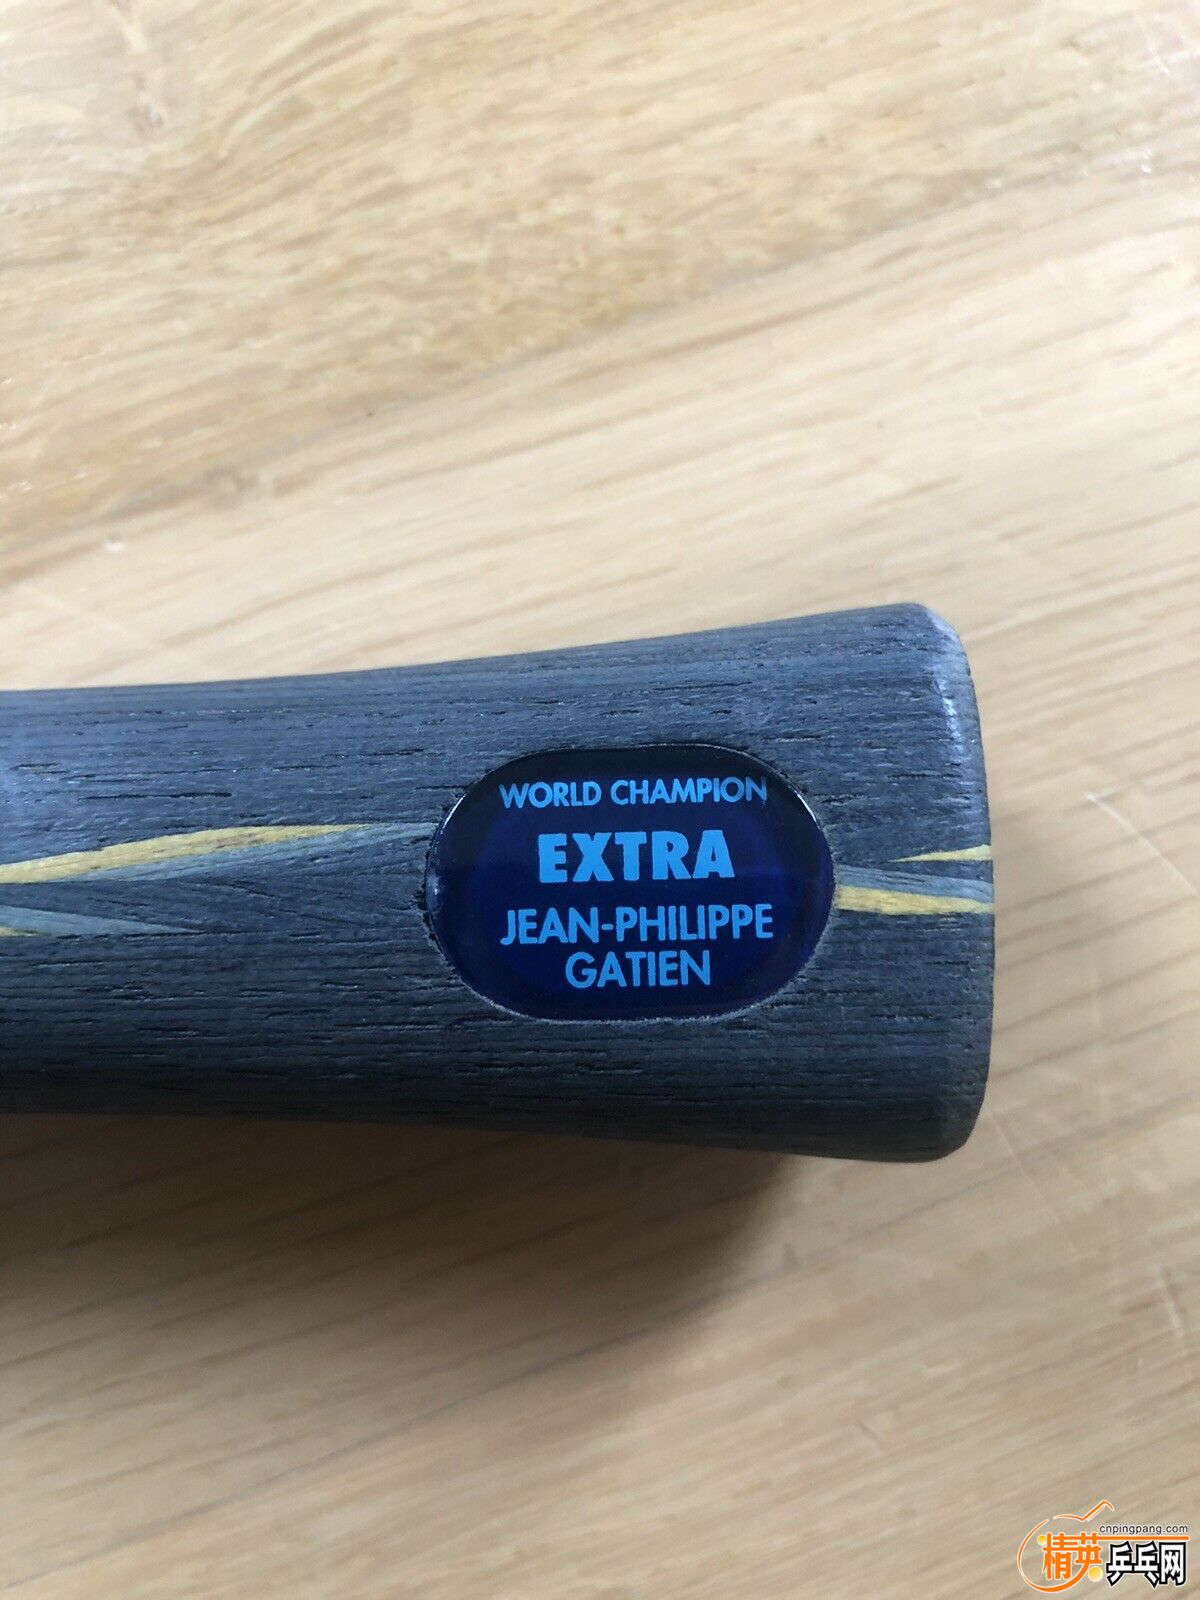 WORLD CHAMPION
EXTRA
JEAN-PHILIPPE
GATIEN
cnpingpang.com
精英乒乓网